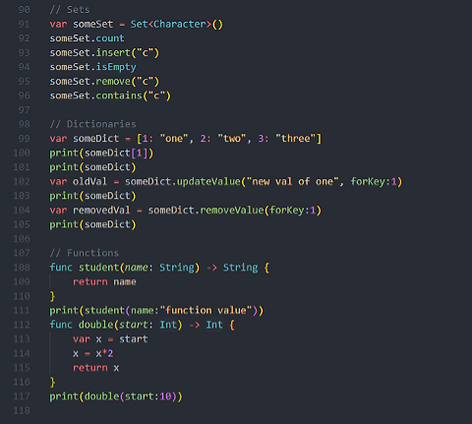 90 // Sets
91 var someSet = Set<Character>()
92 someSet.count
93 someSet.insert("c")
94 someSet.isEmpty
95 someSet.remove("c")
96 someSet.contains("c")
97
98 // Dictionaries
99 var someDict = [1: "one", 2: "two", 3: "three"]
100 print(someDict[1])
101 print(someDict)
102 var oldVal = someDict.updateValue("new val of one", forKey:1)
103 print(someDict)
104 var removedVal = someDict.removeValue(forKey:1)
105 print(someDict)
106
107 // Functions
108 func student(name: String) -> String {
109     return name
110 }
111 print(student(name:"function value"))
112 func double(start: Int) -> Int {
113     var x = start
114     x = x*2
115     return x
116 }
117 print(double(start:10))
118